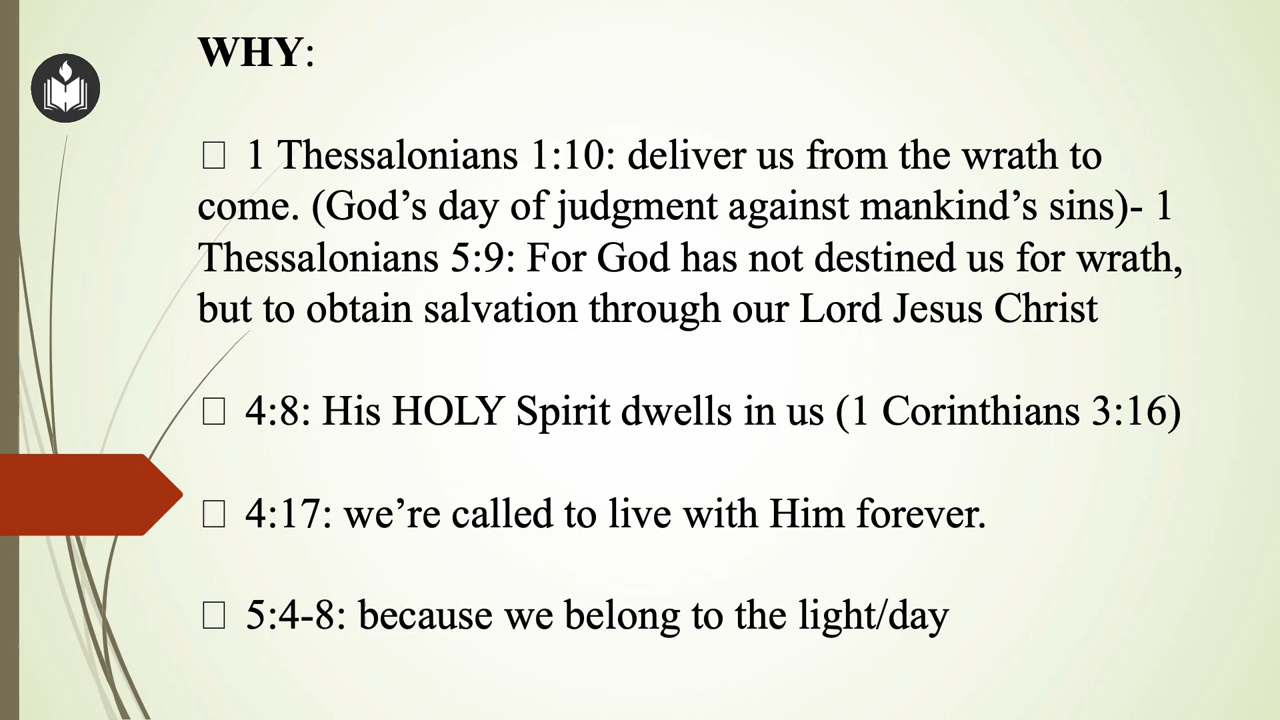 WHY:
□ 1 Thessalonians 1:10: deliver us from the wrath to
come. (God’s day of judgment against mankind’s sins)- 1
Thessalonians 5:9: For God has not destined us for wrath,
but to obtain salvation through our Lord Jesus Christ
□ 4:8: His HOLY Spirit dwells in us (1 Corinthians 3:16)
□ 4:17: we’re called to live with Him forever.
□ 5:4-8: because we belong to the light/day